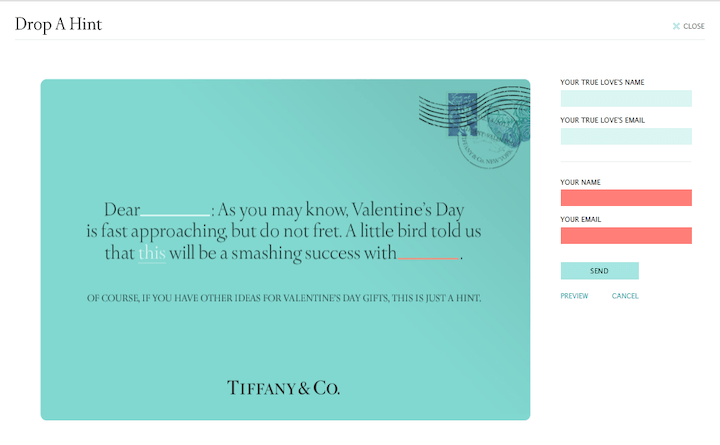 Drop A Hint
CLOSE
Dear ; As you may know, Valentine's Day
is fast approaching, but do not fret. A little bird told us
that this will be a smashing success with .
OF COURSE, IF YOU HAVE OTHER IDEAS FOR VALENTINE'S DAY GIFTS, THIS IS JUST A HINT.
TIFFANY & CO.
YOUR TRUE LOVE'S NAME
YOUR TRUE LOVE'S EMAIL
YOUR NAME
YOUR EMAIL
SEND
PREVIEW CANCEL